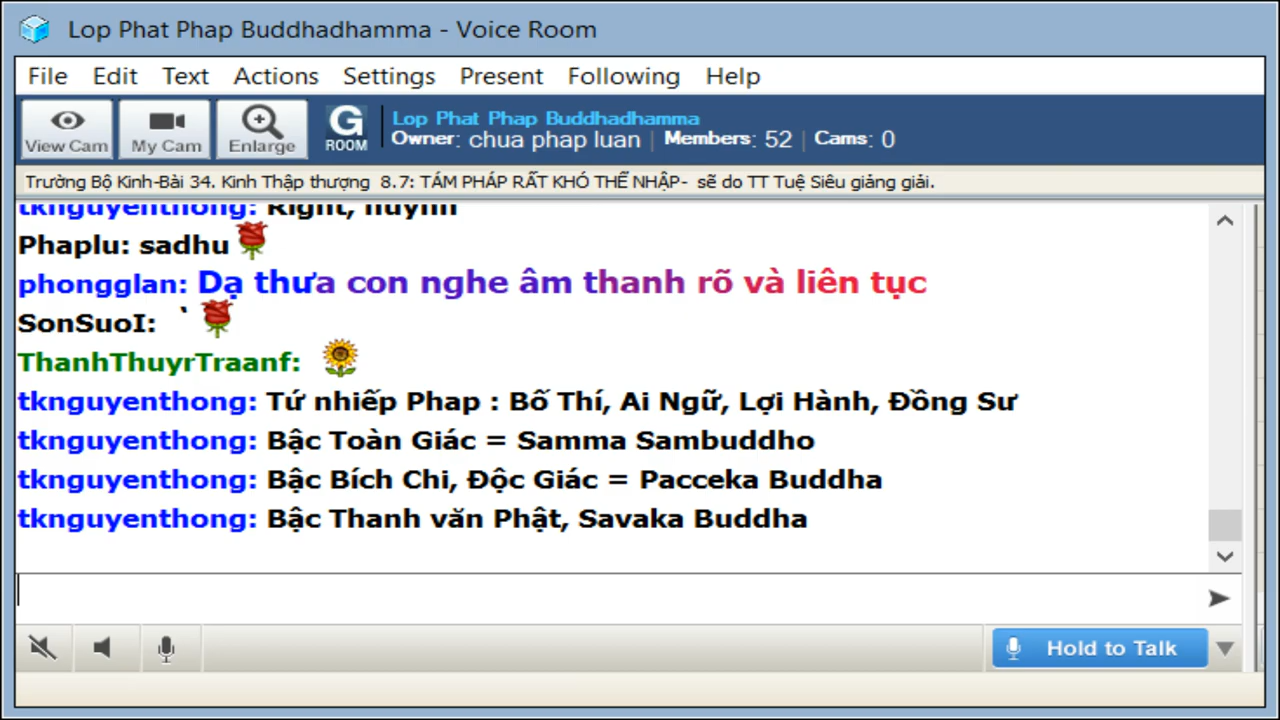 Lop Phat Phap Buddhadhamma - Voice Room
File Edit Text Actions Settings Present Following Help
View Cam My Cam Enlarge G ROOM
Lop Phat Phap Buddhadhamma
Owner: chua phap luan | Members: 52 | Cams: 0
Trường Bộ Kinh-Bài 34. Kinh Thập thượng 8.7: TÁM PHÁP RẤT KHÓ THỂ NHẬP- sẽ do TT Tuệ Siêu giảng giải.
tknguyenthong: Right, huynh
Phaplu: sadhu
phongglan: Dạ thưa con nghe âm thanh rõ và liên tục
SonSuoI: `
ThanhThuyrTraanf:
tknguyenthong: Tứ nhiếp Phap : Bố Thí, Ai Ngữ, Lợi Hành, Đồng Sư
tknguyenthong: Bậc Toàn Giác = Samma Sambuddho
tknguyenthong: Bậc Bích Chi, Độc Giác = Pacceka Buddha
tknguyenthong: Bậc Thanh văn Phật, Savaka Buddha
Hold to Talk